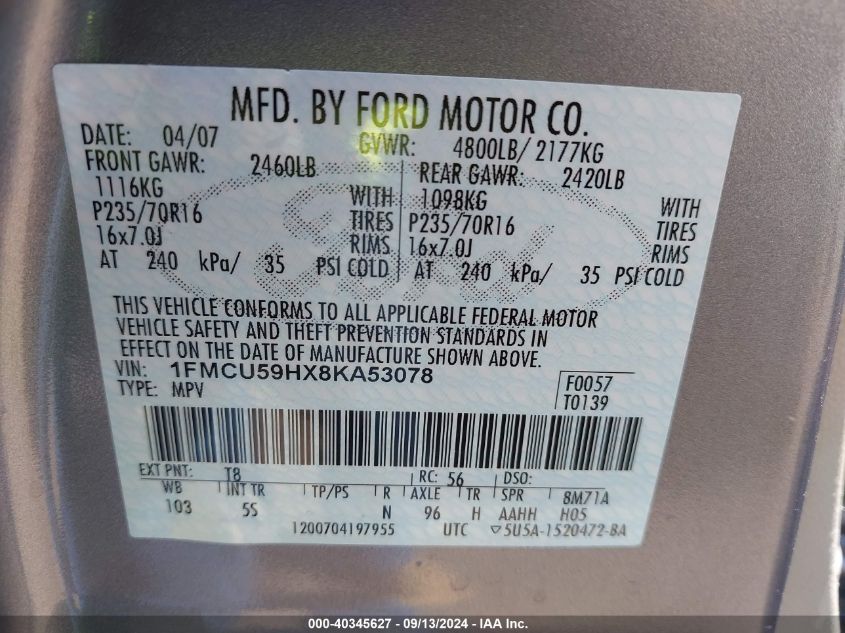 MFD. BY FORD MOTOR CO.
DATE: 04/07 GVWR: 4800LB/ 2177KG
FRONT GAWR: 2460LB REAR GAWR: 2420LB
1116KG WITH 1098KG WITH
P235/70R16 TIRES P235/70R16 TIRES
16x7.0J RIMS 16x7.0J RIMS
AT 240 kPa/ 35 PSI COLD AT 240 kPa/ 35 PSI COLD
Ford
THIS VEHICLE CONFORMS TO ALL APPLICABLE FEDERAL MOTOR
VEHICLE SAFETY AND THEFT PREVENTION STANDARDS IN
EFFECT ON THE DATE OF MANUFACTURE SHOWN ABOVE.
VIN: 1FMCU59HX8KA53078 F0057
TYPE: MPV T0139
EXT PNT: T8 RC: 56 DSO:
WB INT TR TP/PS R AXLE TR SPR 8M71A
103 5S N 96 H AAHH H05
1200704197955 UTC ▽5U5A-1520472-BA
000-40345627 / 09/13/2024 - IAA Inc.